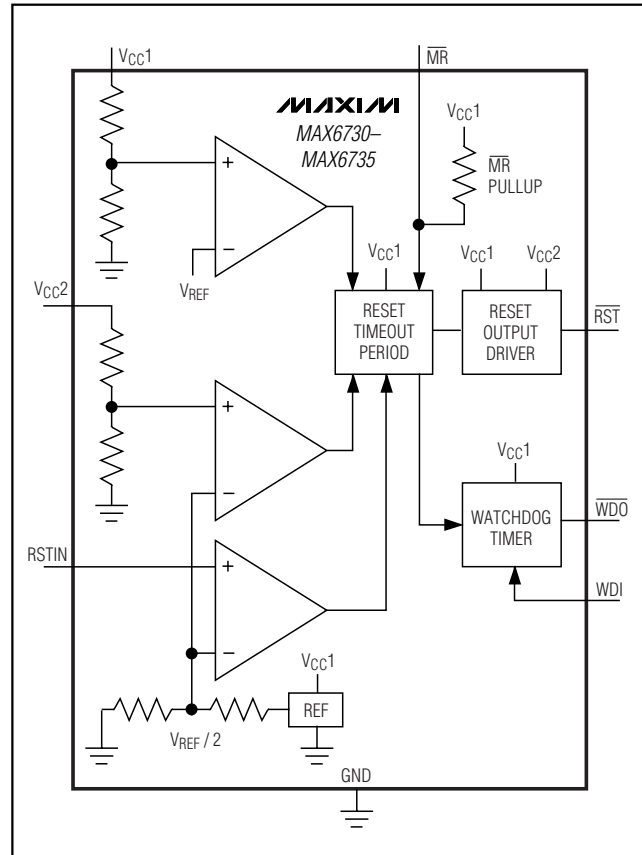 VCC1
MR
MAXIM
MAX6730–
MAX6735
VCC1
MR
PULLUP
+
−
VREF
VCC2
VCC1
RESET
TIMEOUT
PERIOD
VCC1
VCC2
RESET
OUTPUT
DRIVER
RST
+
−
VCC1
WATCHDOG
TIMER
WDO
WDI
RSTIN
+
−
VCC1
REF
VREF / 2
GND